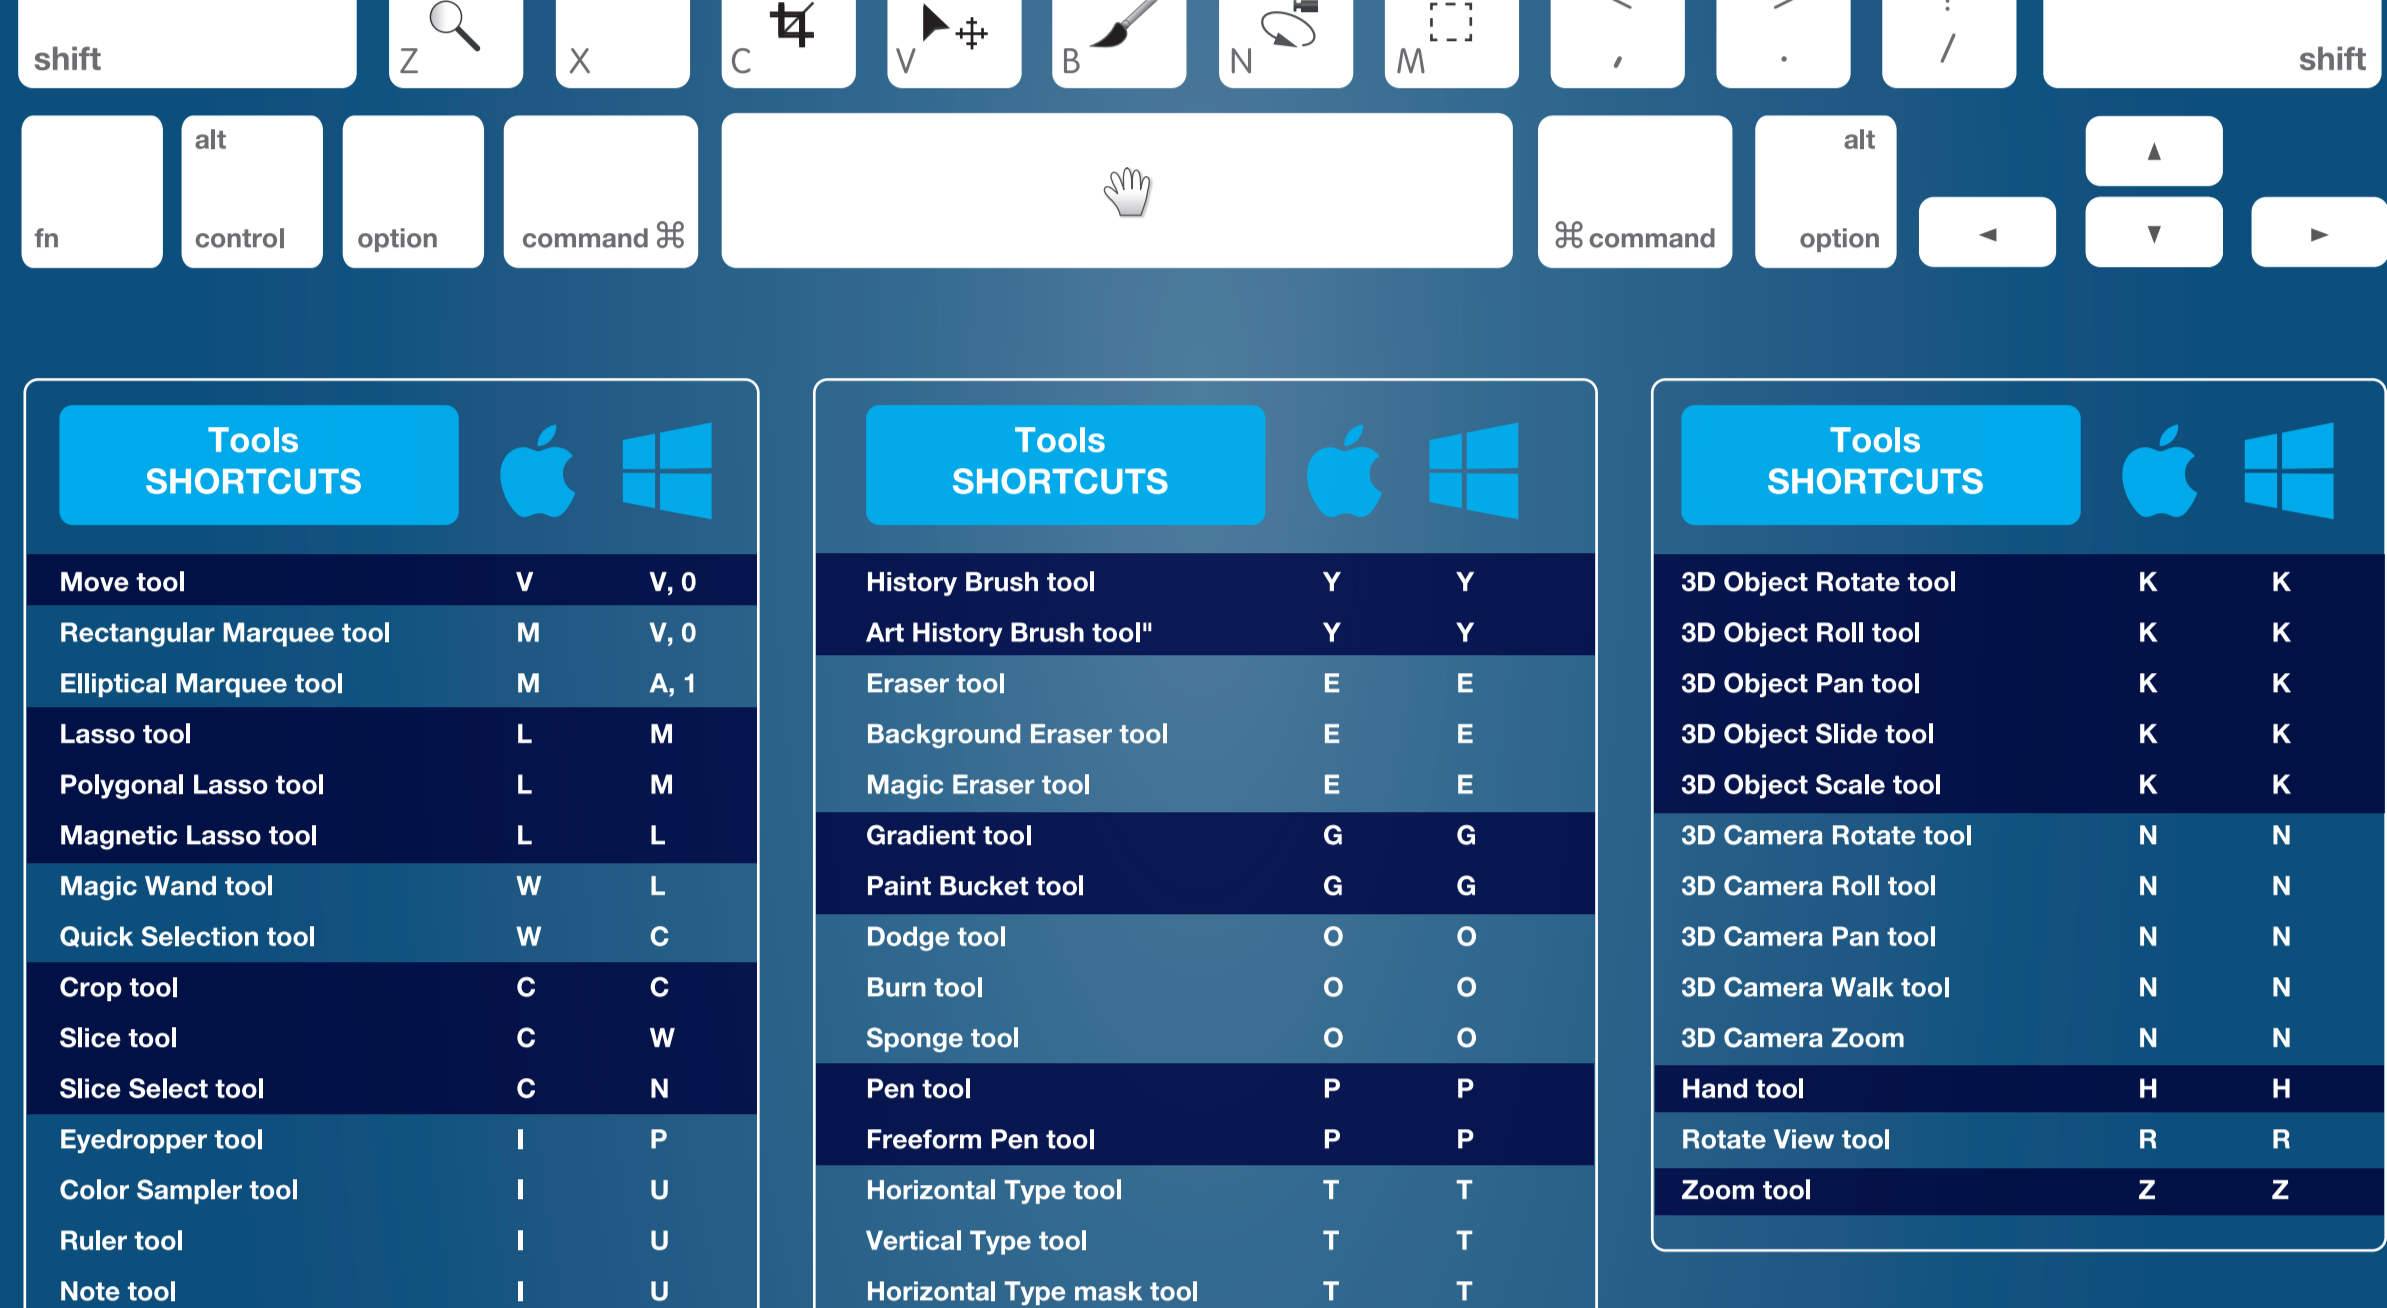 shift Z X C V B N M < , > . : / shift
fn alt control option command ⌘ ⌘ command alt option ◄ ▲ ▼ ►
Tools
SHORTCUTS
Move tool V V, 0
Rectangular Marquee tool M V, 0
Elliptical Marquee tool M A, 1
Lasso tool L M
Polygonal Lasso tool L M
Magnetic Lasso tool L L
Magic Wand tool W L
Quick Selection tool W C
Crop tool C C
Slice tool C W
Slice Select tool C N
Eyedropper tool I P
Color Sampler tool I U
Ruler tool I U
Note tool I U
Tools
SHORTCUTS
History Brush tool Y Y
Art History Brush tool" Y Y
Eraser tool E E
Background Eraser tool E E
Magic Eraser tool E E
Gradient tool G G
Paint Bucket tool G G
Dodge tool O O
Burn tool O O
Sponge tool O O
Pen tool P P
Freeform Pen tool P P
Horizontal Type tool T T
Vertical Type tool T T
Horizontal Type mask tool T T
Tools
SHORTCUTS
3D Object Rotate tool K K
3D Object Roll tool K K
3D Object Pan tool K K
3D Object Slide tool K K
3D Object Scale tool K K
3D Camera Rotate tool N N
3D Camera Roll tool N N
3D Camera Pan tool N N
3D Camera Walk tool N N
3D Camera Zoom N N
Hand tool H H
Rotate View tool R R
Zoom tool Z Z